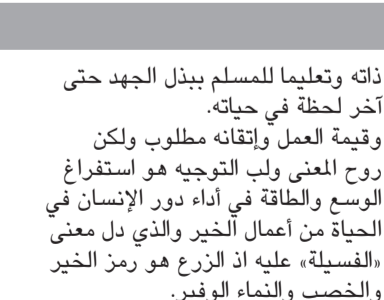 ذاته وتعليما للمسلم ببذل الجهد حتى
آخر لحظة في حياته.
وقيمة العمل وإتقانه مطلوب ولكن
روح المعنى ولب التوجيه هو استفراغ
الوسع والطاقة في أداء دور الإنسان في
الحياة من أعمال الخير والذي دل معنى
«الفسيلة» عليه اذ الزرع هو رمز الخير
والخصب والنماء الوفير.